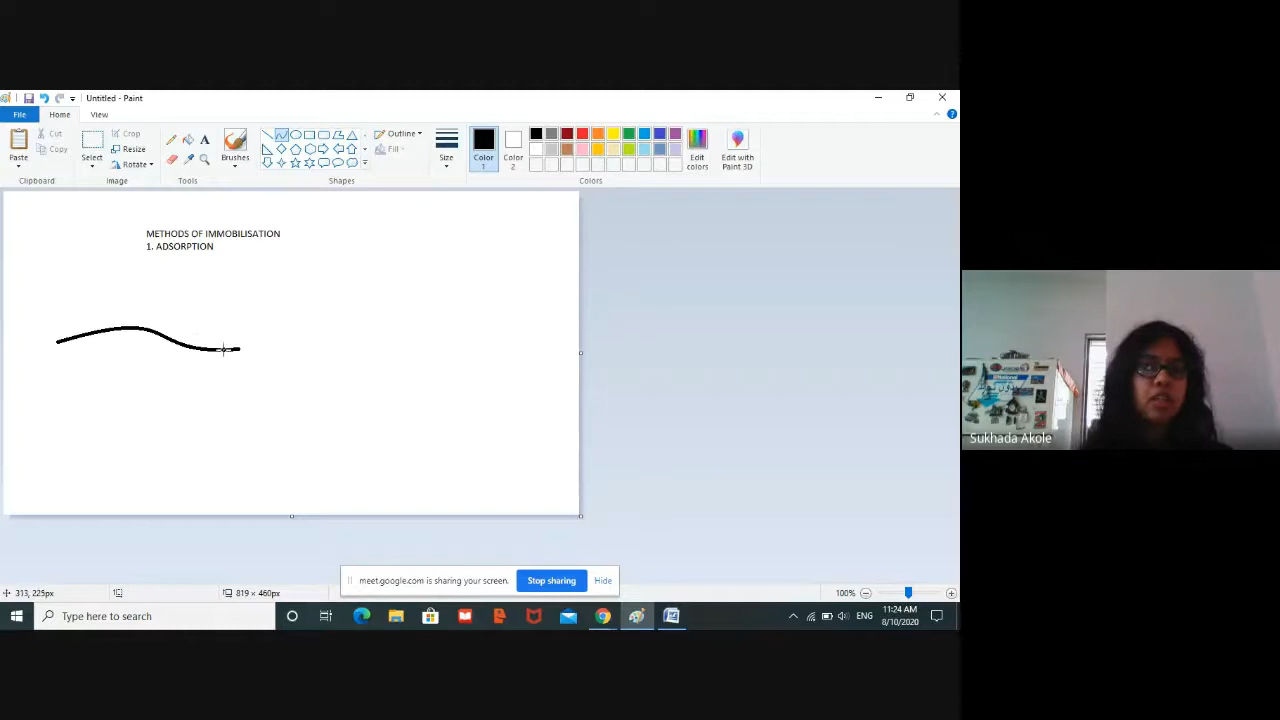 Untitled - Paint
File
Home
View
Paste
Cut
Copy
Clipboard
Select
Crop
Resize
Rotate
Image
Tools
Brushes
Shapes
Outline
Fill
Size
Color 1
Color 2
Edit colors
Edit with Paint 3D
Colors
METHODS OF IMMOBILISATION
1. ADSORPTION
Sukhada Akole
meet.google.com is sharing your screen.
Stop sharing
Hide
313, 225px
819 × 460px
100%
Type here to search
ENG
11:24 AM
8/10/2020